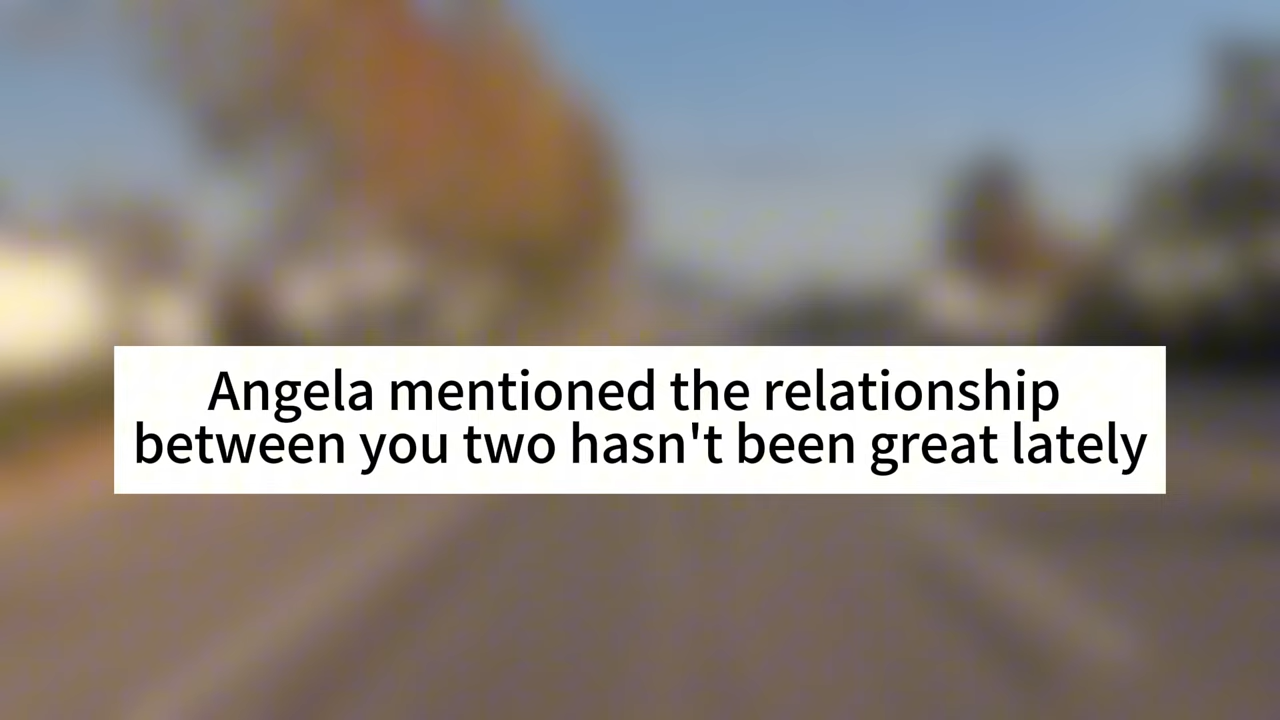 Angela mentioned the relationship
between you two hasn't been great lately